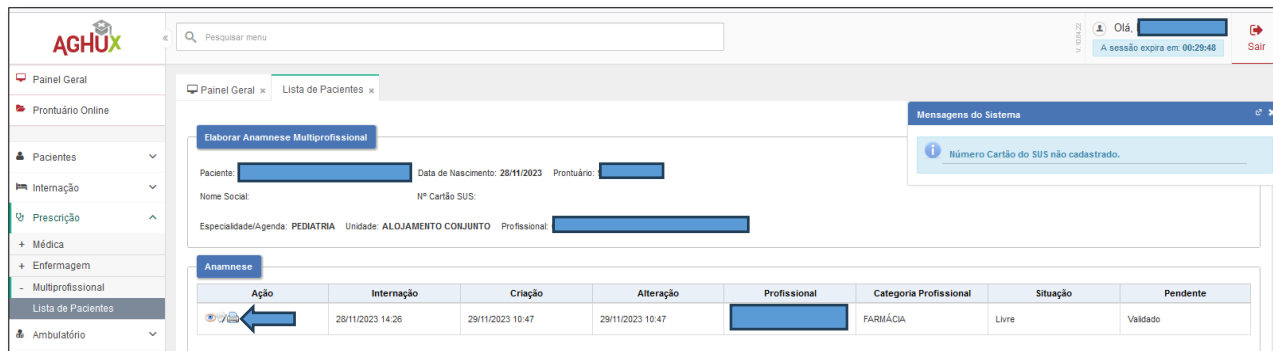 AGHUX
«
Pesquisar menu
Olá,
A sessão expira em: 00:29:48
Sair
Painel Geral
Prontuário Online
Painel Geral
Lista de Pacientes
Mensagens do Sistema
Número Cartão do SUS não cadastrado.
Elaborar Anamnese Multiprofissional
Pacientes
Internação
Prescrição
+ Médica
+ Enfermagem
- Multiprofissional
Lista de Pacientes
Ambulatório
Paciente: Data de Nascimento: 28/11/2023 Prontuário:
Nome Social: Nº Cartão SUS:
Especialidade/Agenda: PEDIATRIA Unidade: ALOJAMENTO CONJUNTO Profissional:
Anamnese
Ação Internação Criação Alteração Profissional Categoria Profissional Situação Pendente
28/11/2023 14:26 29/11/2023 10:47 29/11/2023 10:47 FARMÁCIA Livre Validado